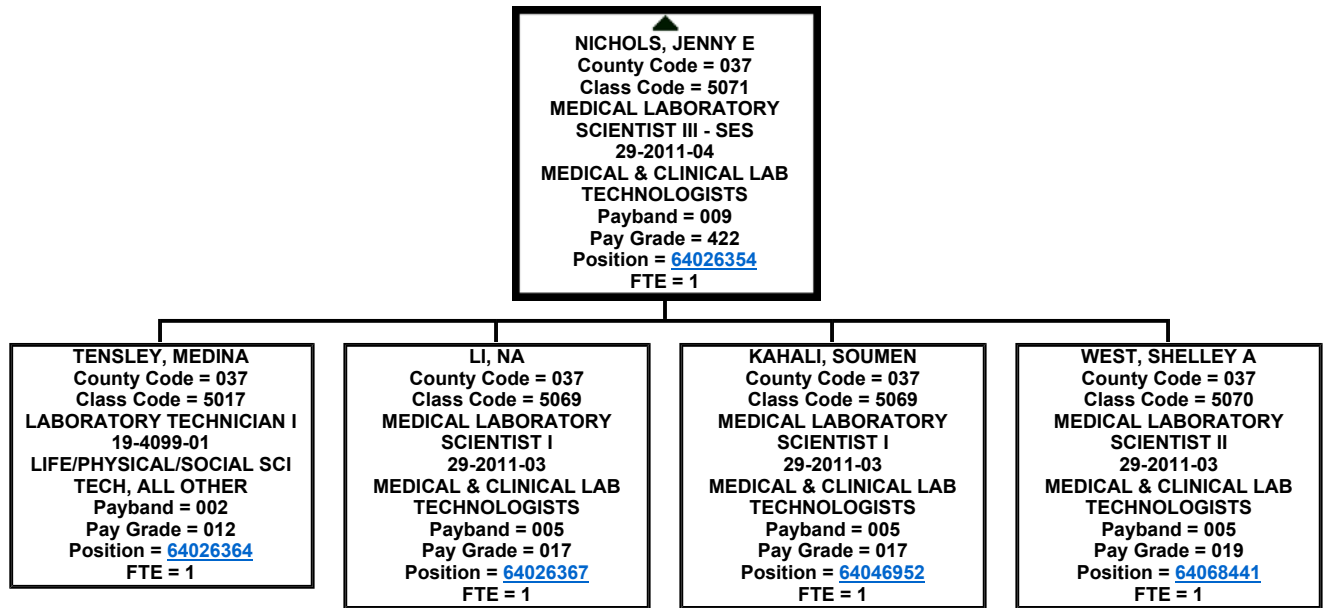 NICHOLS, JENNY E
County Code = 037
Class Code = 5071
MEDICAL LABORATORY
SCIENTIST III - SES
29-2011-04
MEDICAL & CLINICAL LAB
TECHNOLOGISTS
Payband = 009
Pay Grade = 422
Position = 64026354
FTE = 1
TENSLEY, MEDINA
County Code = 037
Class Code = 5017
LABORATORY TECHNICIAN I
19-4099-01
LIFE/PHYSICAL/SOCIAL SCI
TECH, ALL OTHER
Payband = 002
Pay Grade = 012
Position = 64026364
FTE = 1
LI, NA
County Code = 037
Class Code = 5069
MEDICAL LABORATORY
SCIENTIST I
29-2011-03
MEDICAL & CLINICAL LAB
TECHNOLOGISTS
Payband = 005
Pay Grade = 017
Position = 64026367
FTE = 1
KAHALI, SOUMEN
County Code = 037
Class Code = 5069
MEDICAL LABORATORY
SCIENTIST I
29-2011-03
MEDICAL & CLINICAL LAB
TECHNOLOGISTS
Payband = 005
Pay Grade = 017
Position = 64046952
FTE = 1
WEST, SHELLEY A
County Code = 037
Class Code = 5070
MEDICAL LABORATORY
SCIENTIST II
29-2011-03
MEDICAL & CLINICAL LAB
TECHNOLOGISTS
Payband = 005
Pay Grade = 019
Position = 64068441
FTE = 1